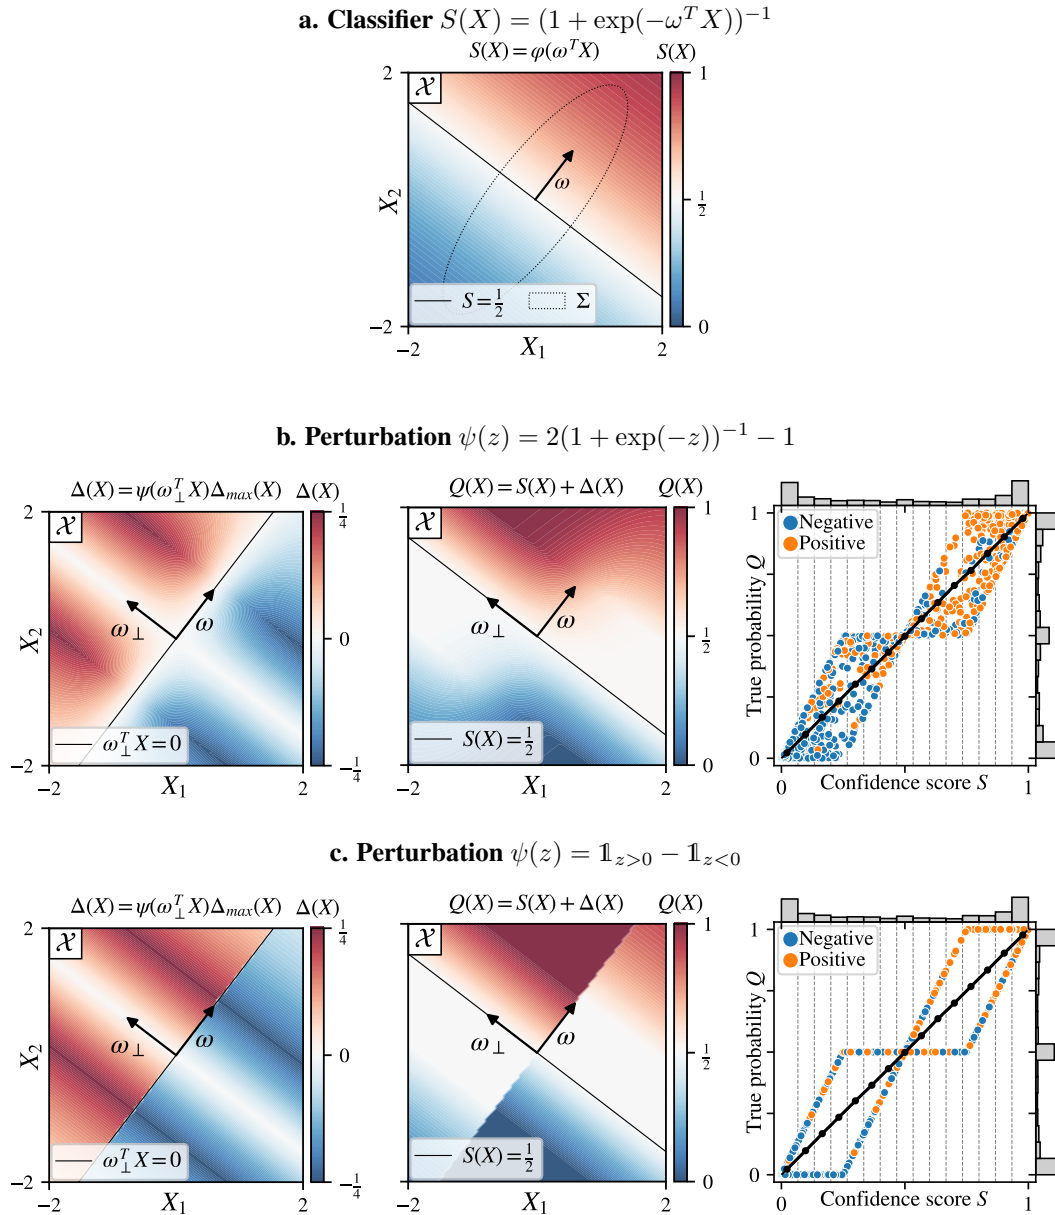 a. Classifier S(X) = (1 + exp(−ω^T X))^{−1}
S(X) = φ(ω^T X)
S(X)
𝒳
2
X_2
−2
ω
S = 1/2
Σ
−2
X_1
2
1
1/2
0
b. Perturbation ψ(z) = 2(1 + exp(−z))^{−1} − 1
Δ(X) = ψ(ω_⊥^T X)Δ_{max}(X)
Δ(X)
𝒳
2
X_2
−2
ω_⊥
ω
ω_⊥^T X = 0
−2
X_1
2
1/4
0
−1/4
Q(X) = S(X) + Δ(X)
Q(X)
𝒳
ω_⊥
ω
S(X) = 1/2
−2
X_1
2
1
1/2
0
Negative
Positive
True probability Q
1
0
0
Confidence score S
1
c. Perturbation ψ(z) = 𝟙_{z>0} − 𝟙_{z<0}
Δ(X) = ψ(ω_⊥^T X)Δ_{max}(X)
Δ(X)
𝒳
2
X_2
−2
ω_⊥
ω
ω_⊥^T X = 0
−2
X_1
2
1/4
0
−1/4
Q(X) = S(X) + Δ(X)
Q(X)
𝒳
ω_⊥
ω
S(X) = 1/2
−2
X_1
2
1
1/2
0
Negative
Positive
True probability Q
1
0
0
Confidence score S
1